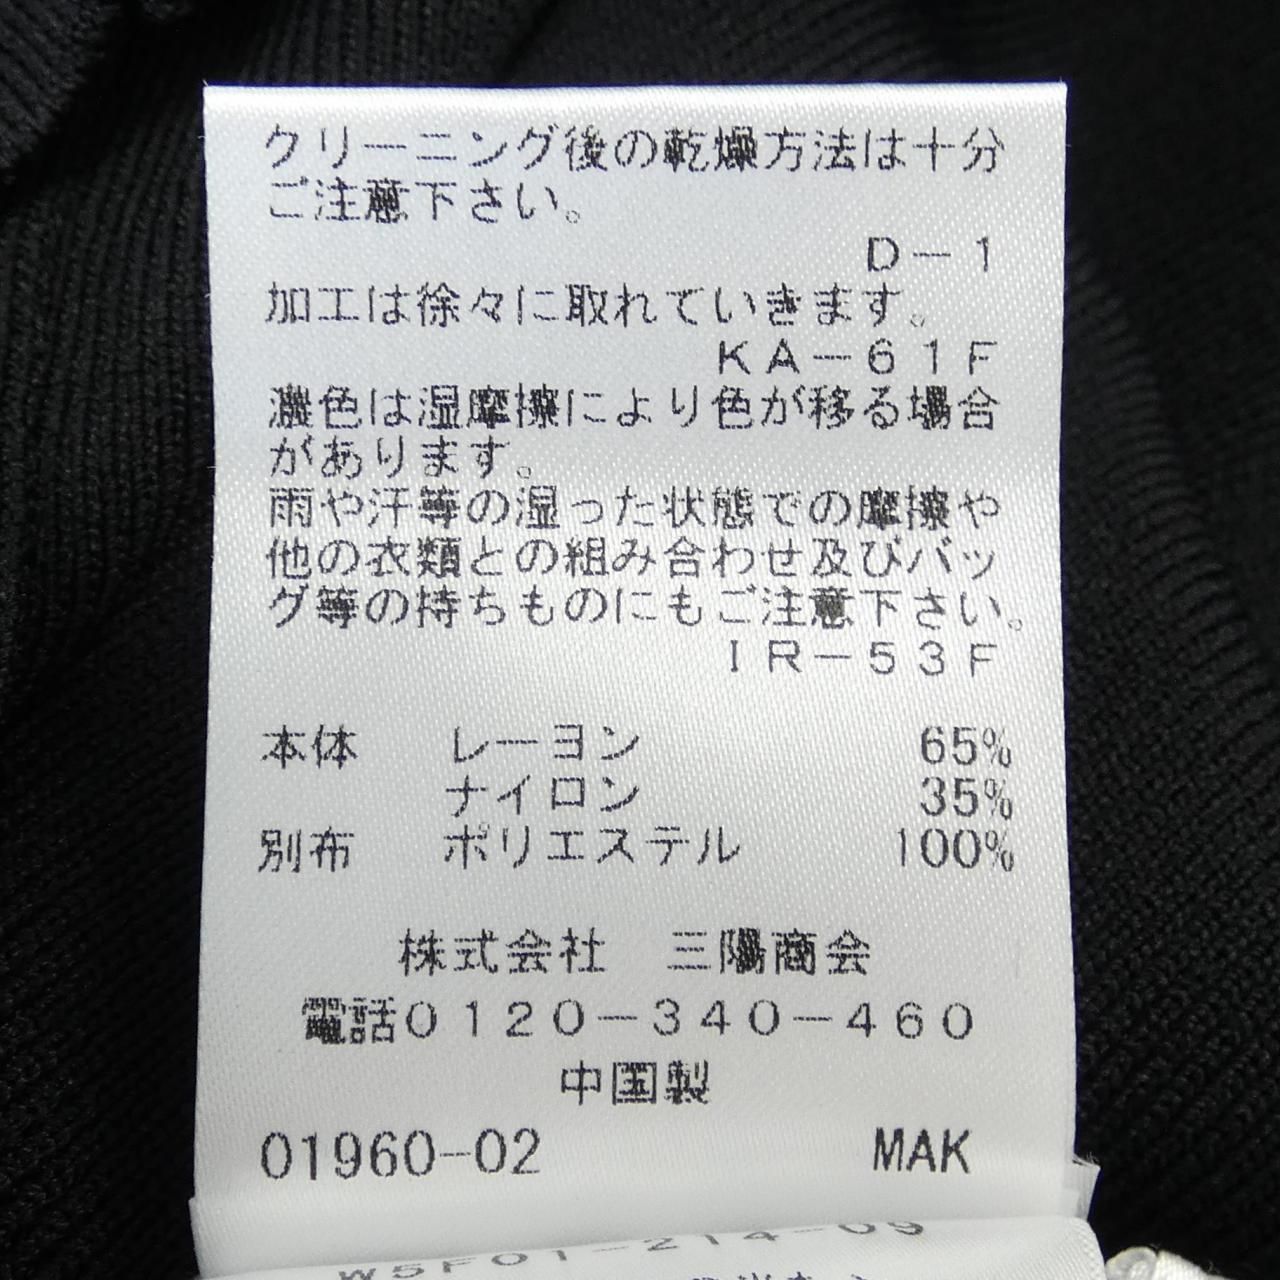 クリーニング後の乾燥方法は十分
ご注意下さい。
D－1
加工は徐々に取れていきます。
KA－61F
濃色は湿摩擦により色が移る場合
があります。
雨や汗等の湿った状態での摩擦や
他の衣類との組み合わせ及びバッ
グ等の持ちものにもご注意下さい。
IR－53F
本体 レーヨン 65%
ナイロン 35%
別布 ポリエステル 100%
株式会社 三陽商会
電話0120－340－460
中国製
01960-02 MAK
W5F01-214-09